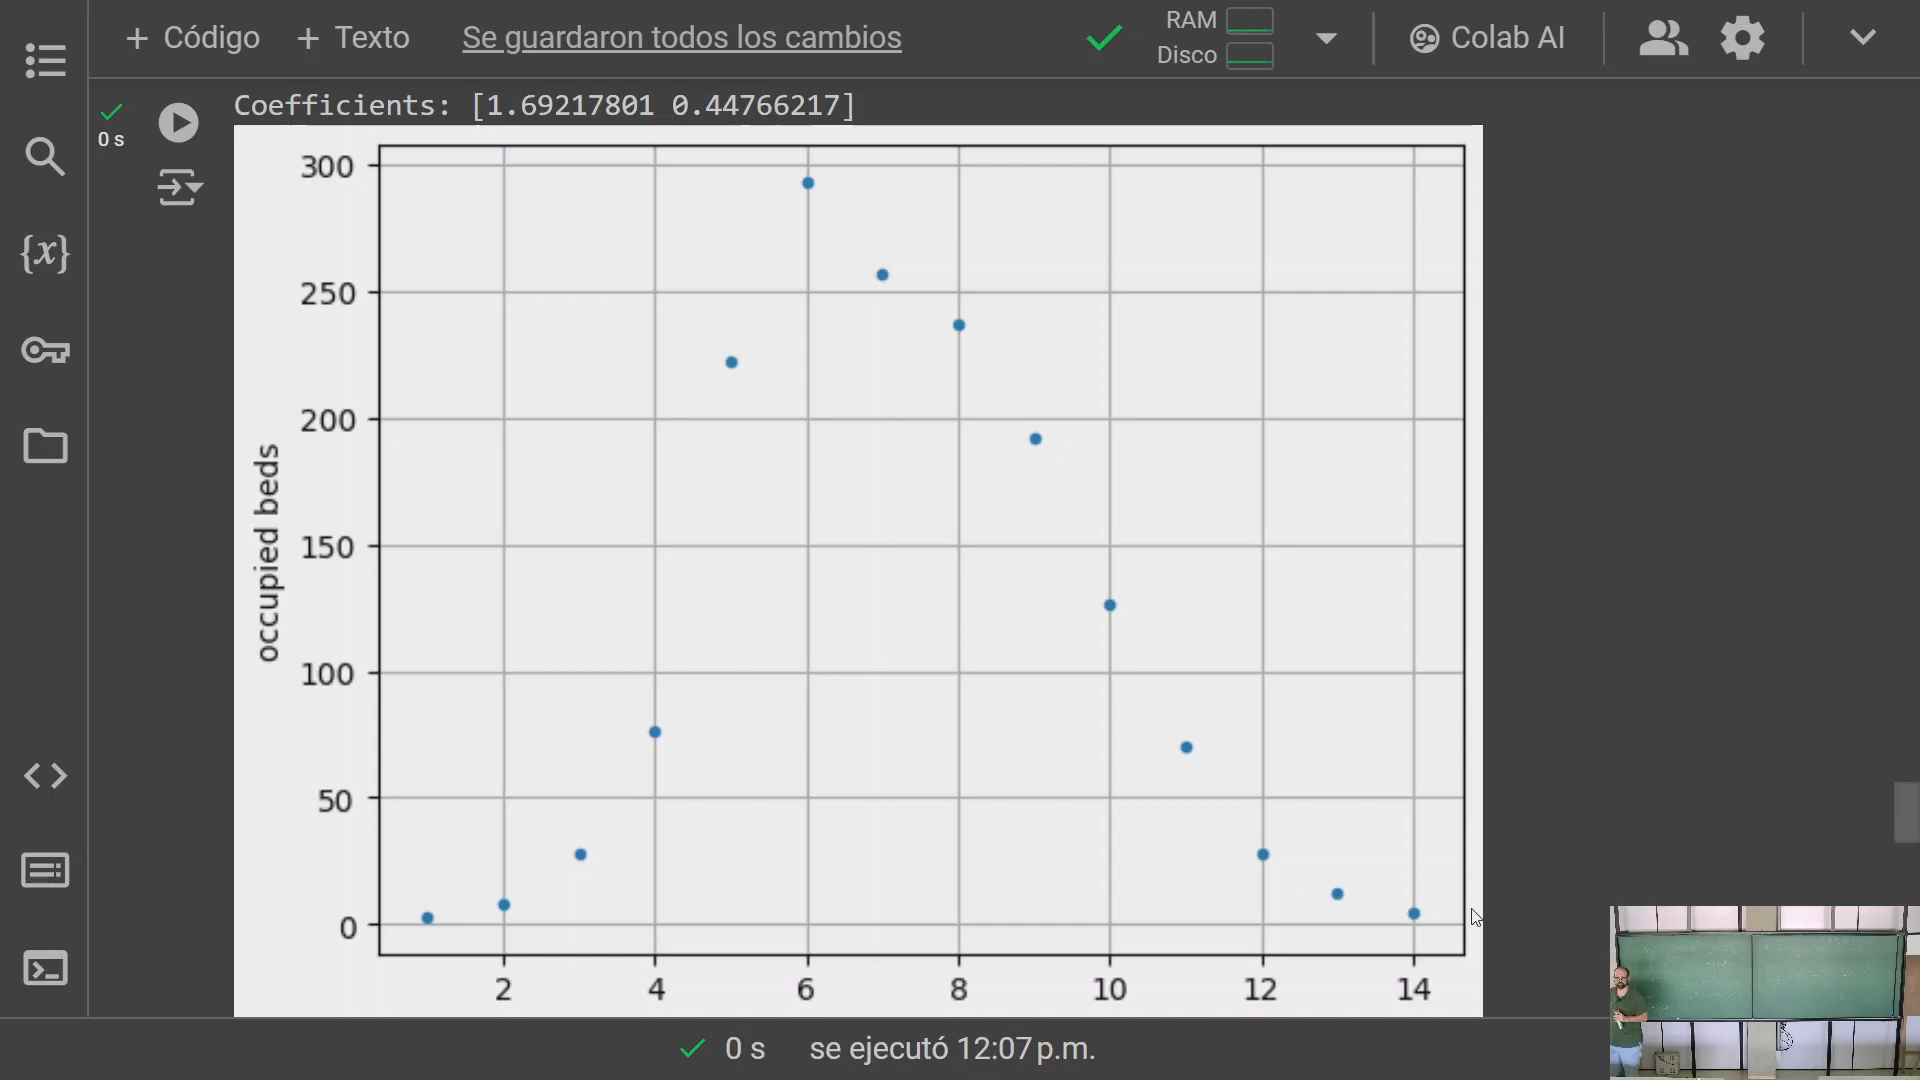 + Código + Texto Se guardaron todos los cambios
RAM
Disco
Colab AI
0 s
Coefficients: [1.69217801 0.44766217]
{x}
300
250
200
150
100
50
0
occupied beds
2 4 6 8 10 12 14
0 s se ejecutó 12:07 p.m.